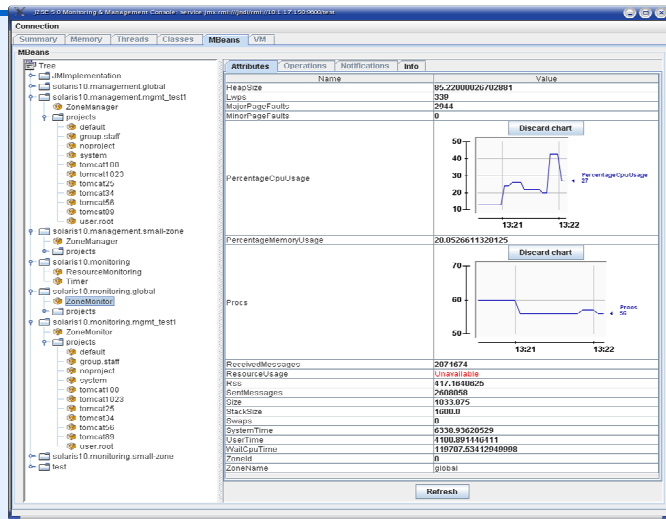 J2SE 5.0 Monitoring & Management Console: service:jmx:rmi:///jndi/rmi://10.1.17.150:9600/test
Connection
Summary Memory Threads Classes MBeans VM
MBeans
Tree
JMImplementation
solaris10.management.global
solaris10.management.mgmt_test1
ZoneManager
projects
default
group.staff
noproject
system
tomcat100
tomcat1023
tomcat25
tomcat34
tomcat56
tomcat89
user.root
solaris10.management.small-zone
ZoneManager
projects
solaris10.monitoring
ResourceMonitoring
Timer
solaris10.monitoring.global
ZoneMonitor
projects
solaris10.monitoring.mgmt_test1
ZoneMonitor
projects
default
group.staff
noproject
system
tomcat100
tomcat1023
tomcat25
tomcat34
tomcat56
tomcat89
user.root
solaris10.monitoring.small-zone
test
Attributes Operations Notifications Info
Name Value
HeapSize 85.22000026702881
Lwps 339
MajorPageFaults 2944
MinorPageFaults 0
PercentageCpuUsage
Discard chart
50
40
30
20
10
13:21 13:22
PercentageCpuUsage
27
PercentageMemoryUsage 20.0526611320125
Procs
Discard chart
70
60
50
13:21 13:22
Procs
56
ReceivedMessages 2071674
ResourceUsage Unavailable
Rss 417.1640625
SentMessages 2608058
Size 1033.875
StackSize 1600.0
Swaps 0
SystemTime 6338.93620529
UserTime 4100.891446411
WaitCpuTime 119707.53412949998
ZoneId 0
ZoneName global
Refresh